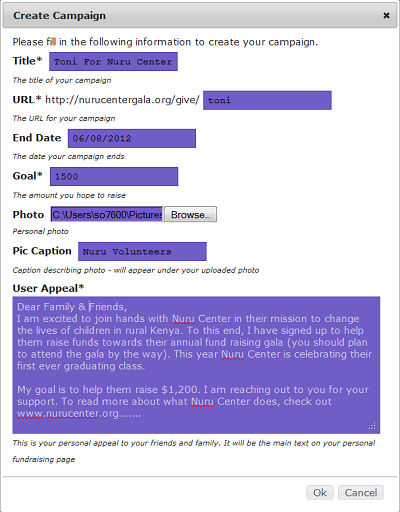 Create Campaign ✖
Please fill in the following information to create your campaign.
Title* Toni For Nuru Center
The title of your campaign
URL* http://nurucentergala.org/give/ toni
The URL for your campaign
End Date 06/08/2012
The date your campaign ends
Goal* 1500
The amount you hope to raise
Photo C:\Users\so7600\Pictures Browse..
Personal photo
Pic Caption Nuru Volunteers
Caption describing photo - will appear under your uploaded photo
User Appeal*
Dear Family & Friends,
I am excited to join hands with Nuru Center in their mission to change
the lives of children in rural Kenya. To this end, I have signed up to help
them raise funds towards their annual fund raising gala (you should plan
to attend the gala by the way). This year Nuru Center is celebrating their
first ever graduating class.
My goal is to help them raise $1,200. I am reaching out to you for your
support. To read more about what Nuru Center does, check out
www.nurucenter.org.......
This is your personal appeal to your friends and family. It will be the main text on your personal
fundraising page
Ok Cancel